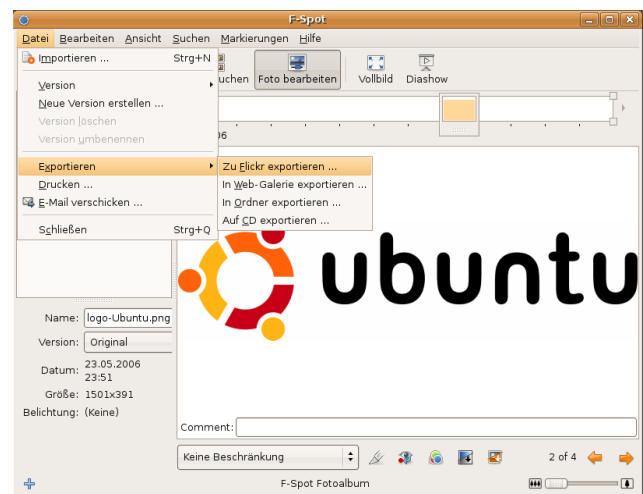 F-Spot
Datei Bearbeiten Ansicht Suchen Markierungen Hilfe
Importieren ... Strg+N
Version
Neue Version erstellen ...
Version löschen
Version umbenennen
Exportieren
Drucken ...
E-Mail verschicken ...
Schließen Strg+Q
uchen Foto bearbeiten Vollbild Diashow
06
Zu Flickr exportieren ...
In Web-Galerie exportieren ...
In Ordner exportieren ...
Auf CD exportieren ...
ubuntu
Name: logo-Ubuntu.png
Version: Original
Datum: 23.05.2006
23:51
Größe: 1501x391
Belichtung: (Keine)
Comment:
Keine Beschränkung 2 of 4
F-Spot Fotoalbum